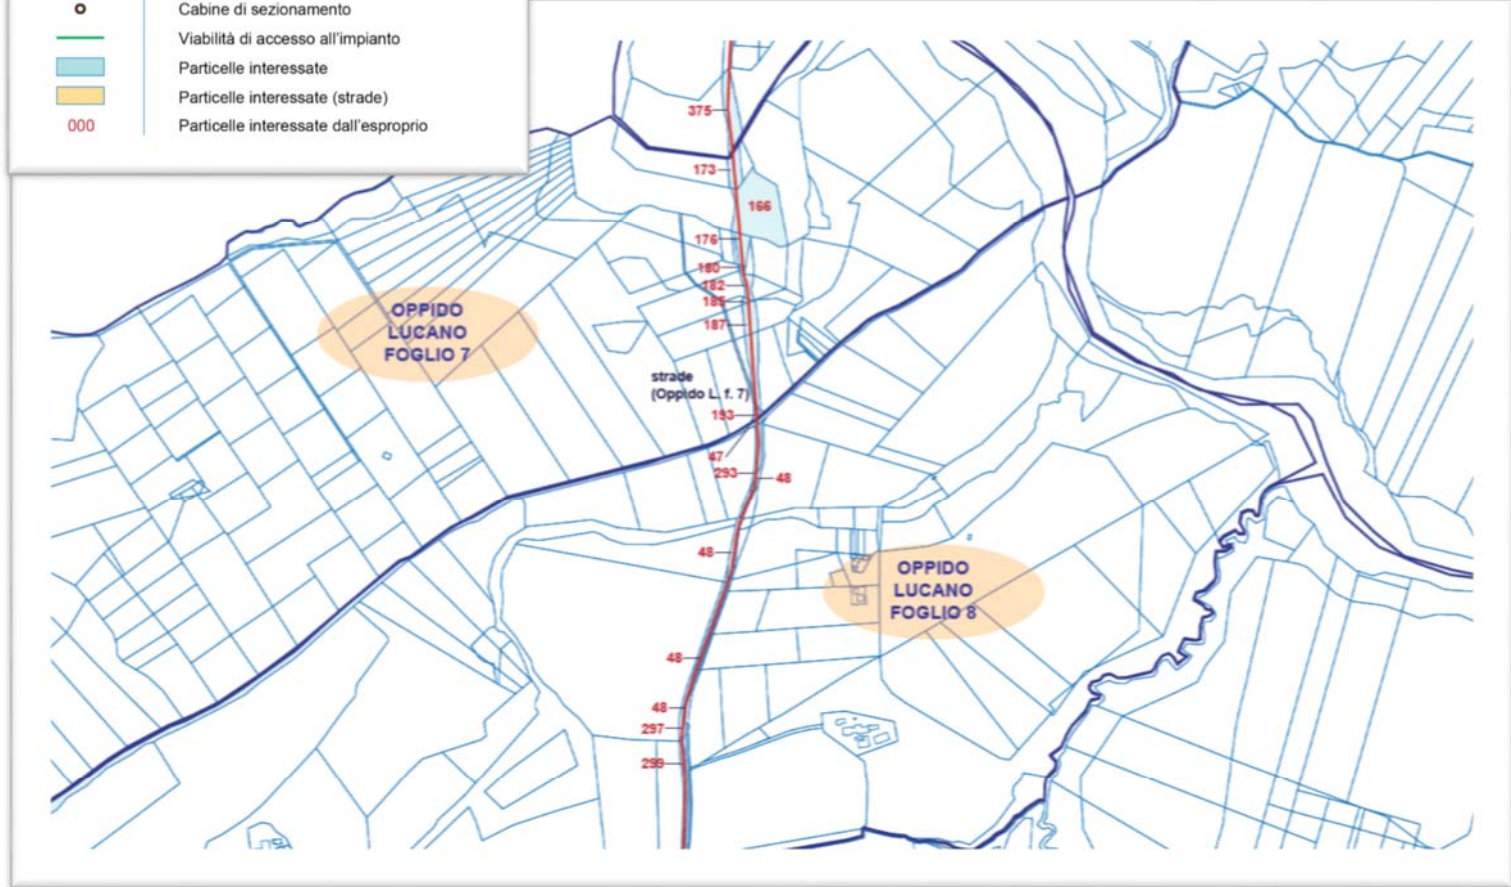 Cabine di sezionamento
Viabilità di accesso all'impianto
Particelle interessate
Particelle interessate (strade)
000
Particelle interessate dall'esproprio
375
173
166
176
180
182
185
187
OPPIDO
LUCANO
FOGLIO 7
strade
(Oppido L. f. 7)
193
47
293
48
48
OPPIDO
LUCANO
FOGLIO 8
48
48
297
299